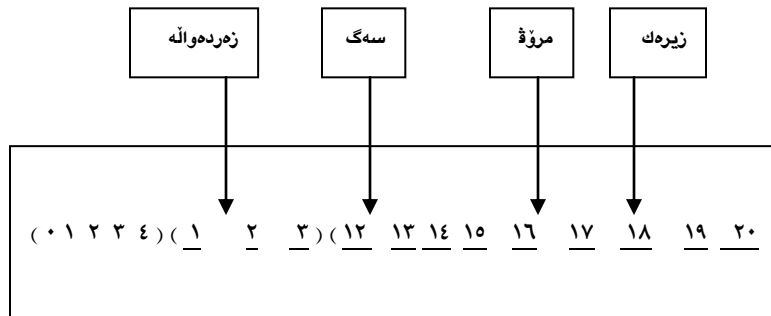 زیرەك
مرۆڤ
سەگ
زەردەواڵە
( ٠ ١ ٢ ٣ ٤ ) ( ١ ٢ ٣ ) ( ١٢ ١٣ ١٤ ١٥ ١٦ ١٧ ١٨ ١٩ ٢٠